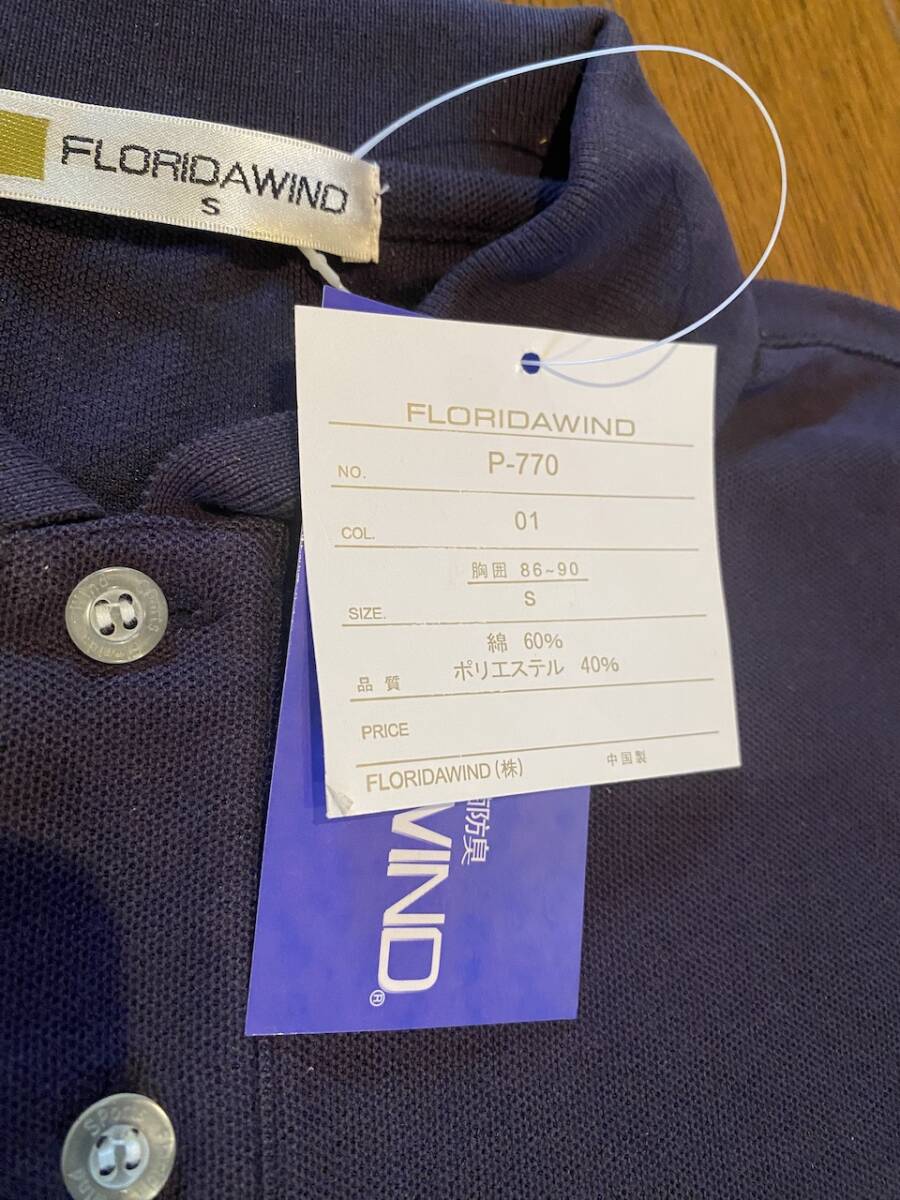 FLORIDAWIND
S
FLORIDAWIND
NO. P-770
COL. 01
胸囲 86~90
SIZE. S
綿 60%
品質 ポリエステル 40%
PRICE
FLORIDAWIND(株) 中国製
防臭
WIND®